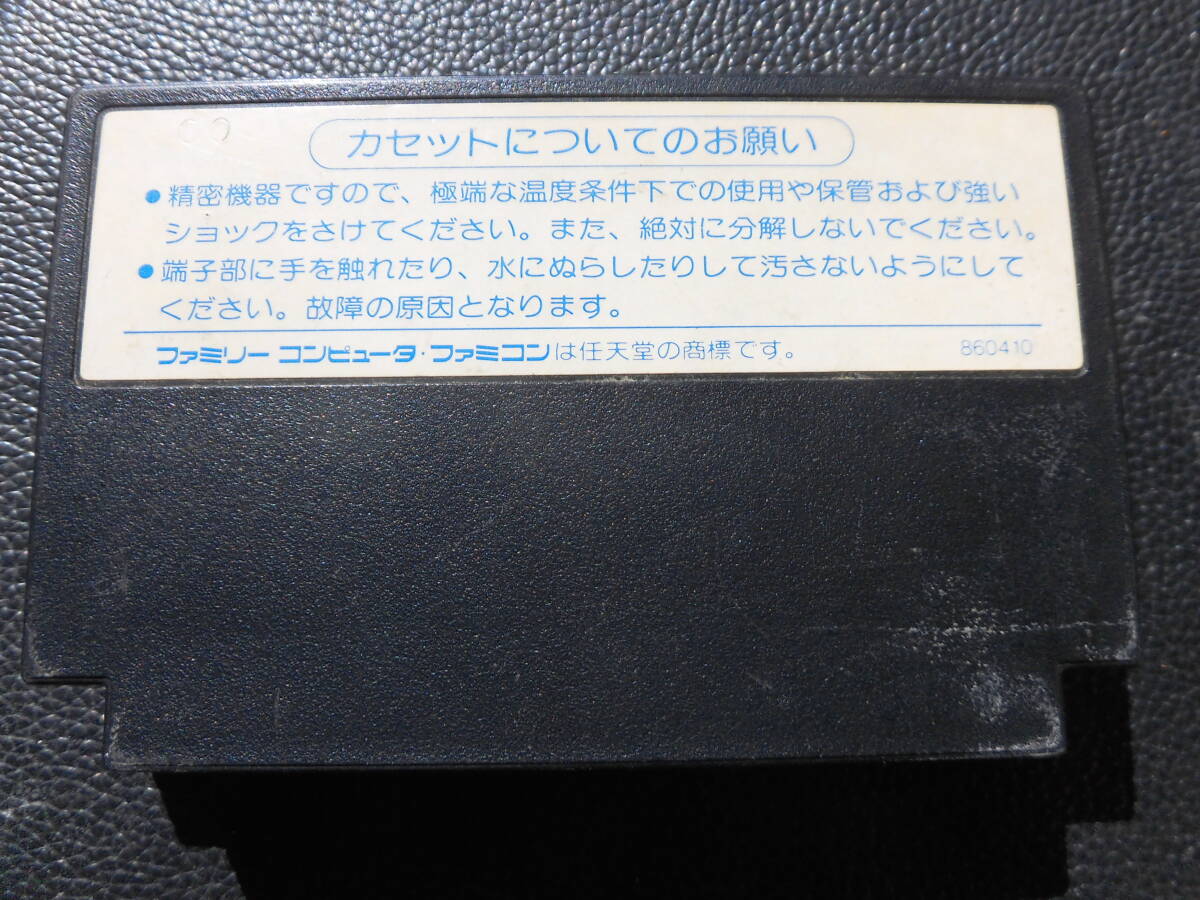 カセットについてのお願い
●精密機器ですので、極端な温度条件下での使用や保管および強い
ショックをさけてください。また、絶対に分解しないでください。
●端子部に手を触れたり、水にぬらしたりして汚さないようにして
ください。故障の原因となります。
ファミリー コンピュータ・ファミコンは任天堂の商標です。 860410